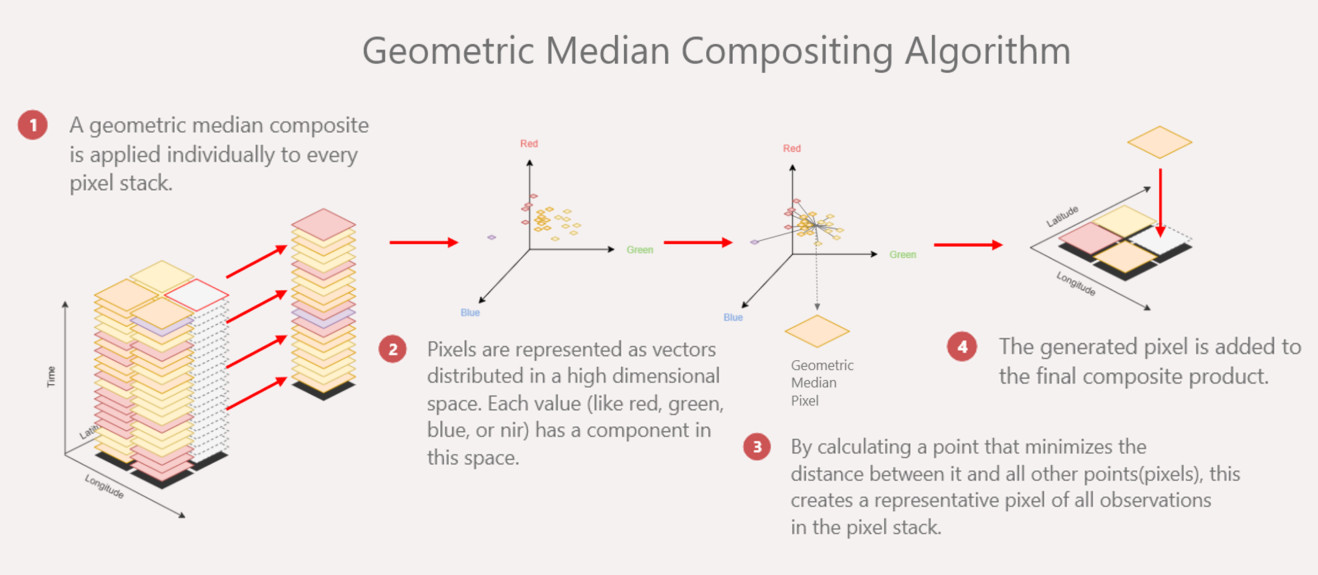 Geometric Median Compositing Algorithm
1
A geometric median composite
is applied individually to every
pixel stack.
Time
Latit
Longitude
Red
Green
Blue
2
Pixels are represented as vectors
distributed in a high dimensional
space. Each value (like red, green,
blue, or nir) has a component in
this space.
Red
Green
Blue
Geometric
Median
Pixel
3
By calculating a point that minimizes the
distance between it and all other points(pixels), this
creates a representative pixel of all observations
in the pixel stack.
Latitude
Longitude
4
The generated pixel is added to
the final composite product.